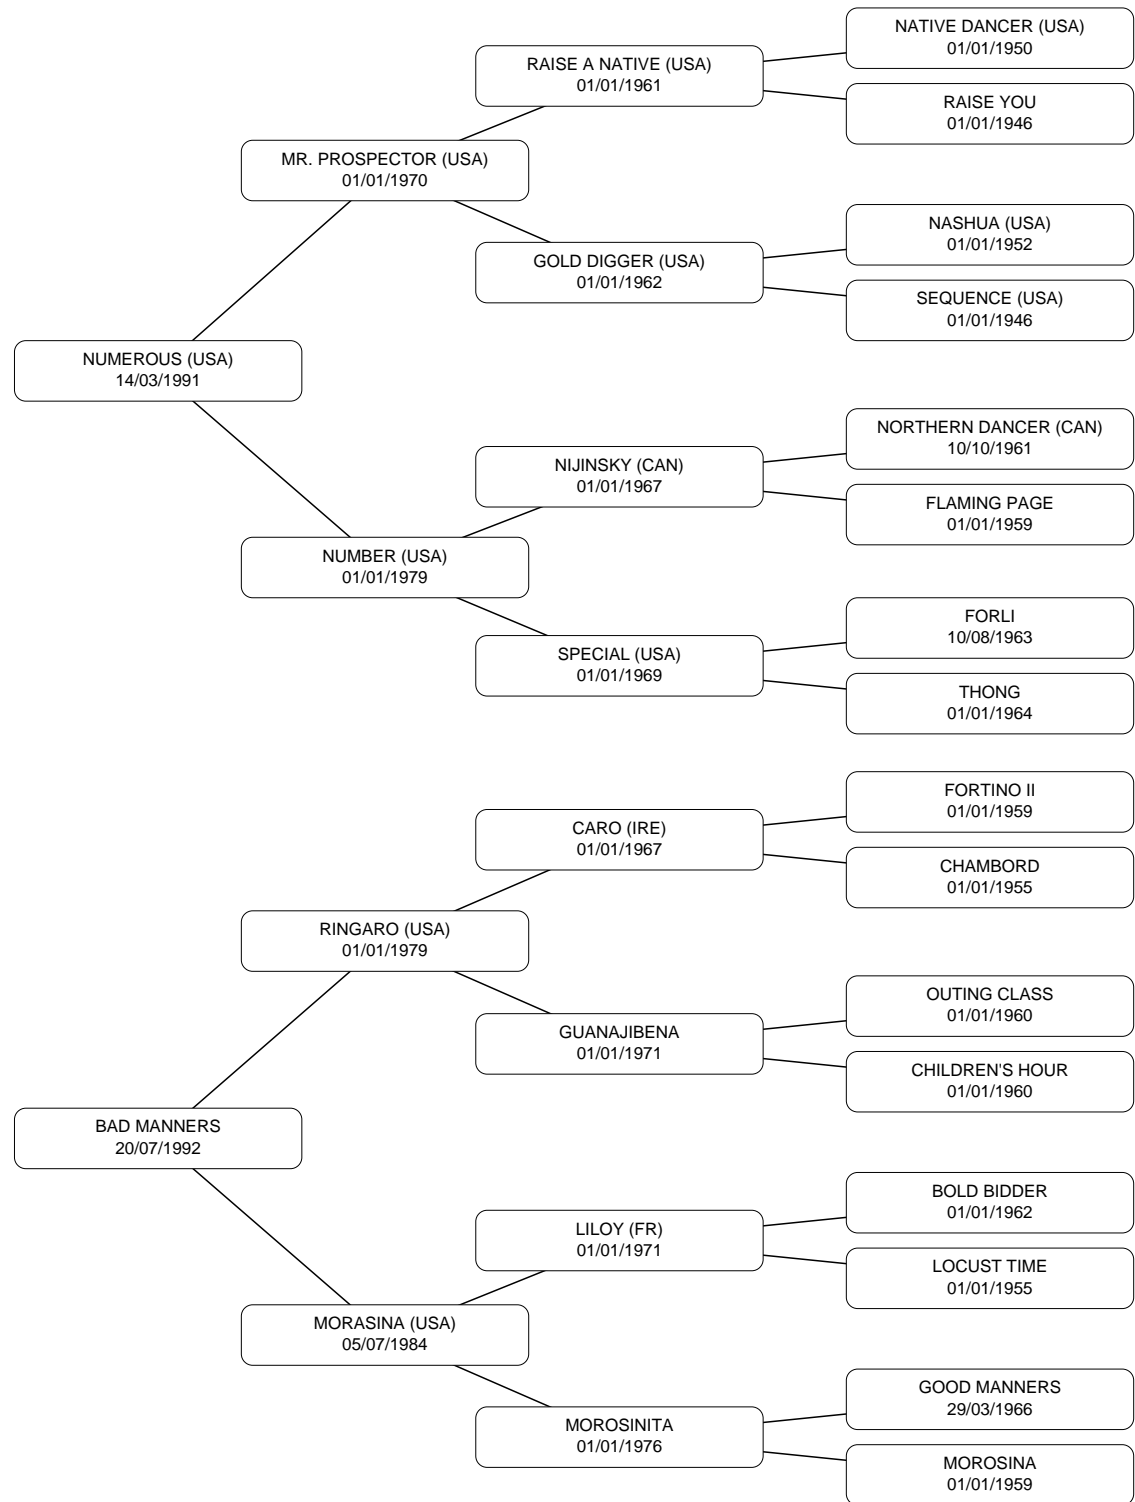 NATIVE DANCER (USA)
01/01/1950
RAISE A NATIVE (USA)
01/01/1961
RAISE YOU
01/01/1946
MR. PROSPECTOR (USA)
01/01/1970
NASHUA (USA)
01/01/1952
GOLD DIGGER (USA)
01/01/1962
SEQUENCE (USA)
01/01/1946
NUMEROUS (USA)
14/03/1991
NORTHERN DANCER (CAN)
10/10/1961
NIJINSKY (CAN)
01/01/1967
FLAMING PAGE
01/01/1959
NUMBER (USA)
01/01/1979
FORLI
10/08/1963
SPECIAL (USA)
01/01/1969
THONG
01/01/1964
FORTINO II
01/01/1959
CARO (IRE)
01/01/1967
CHAMBORD
01/01/1955
RINGARO (USA)
01/01/1979
OUTING CLASS
01/01/1960
GUANAJIBENA
01/01/1971
CHILDREN'S HOUR
01/01/1960
BAD MANNERS
20/07/1992
BOLD BIDDER
01/01/1962
LILOY (FR)
01/01/1971
LOCUST TIME
01/01/1955
MORASINA (USA)
05/07/1984
GOOD MANNERS
29/03/1966
MOROSINITA
01/01/1976
MOROSINA
01/01/1959